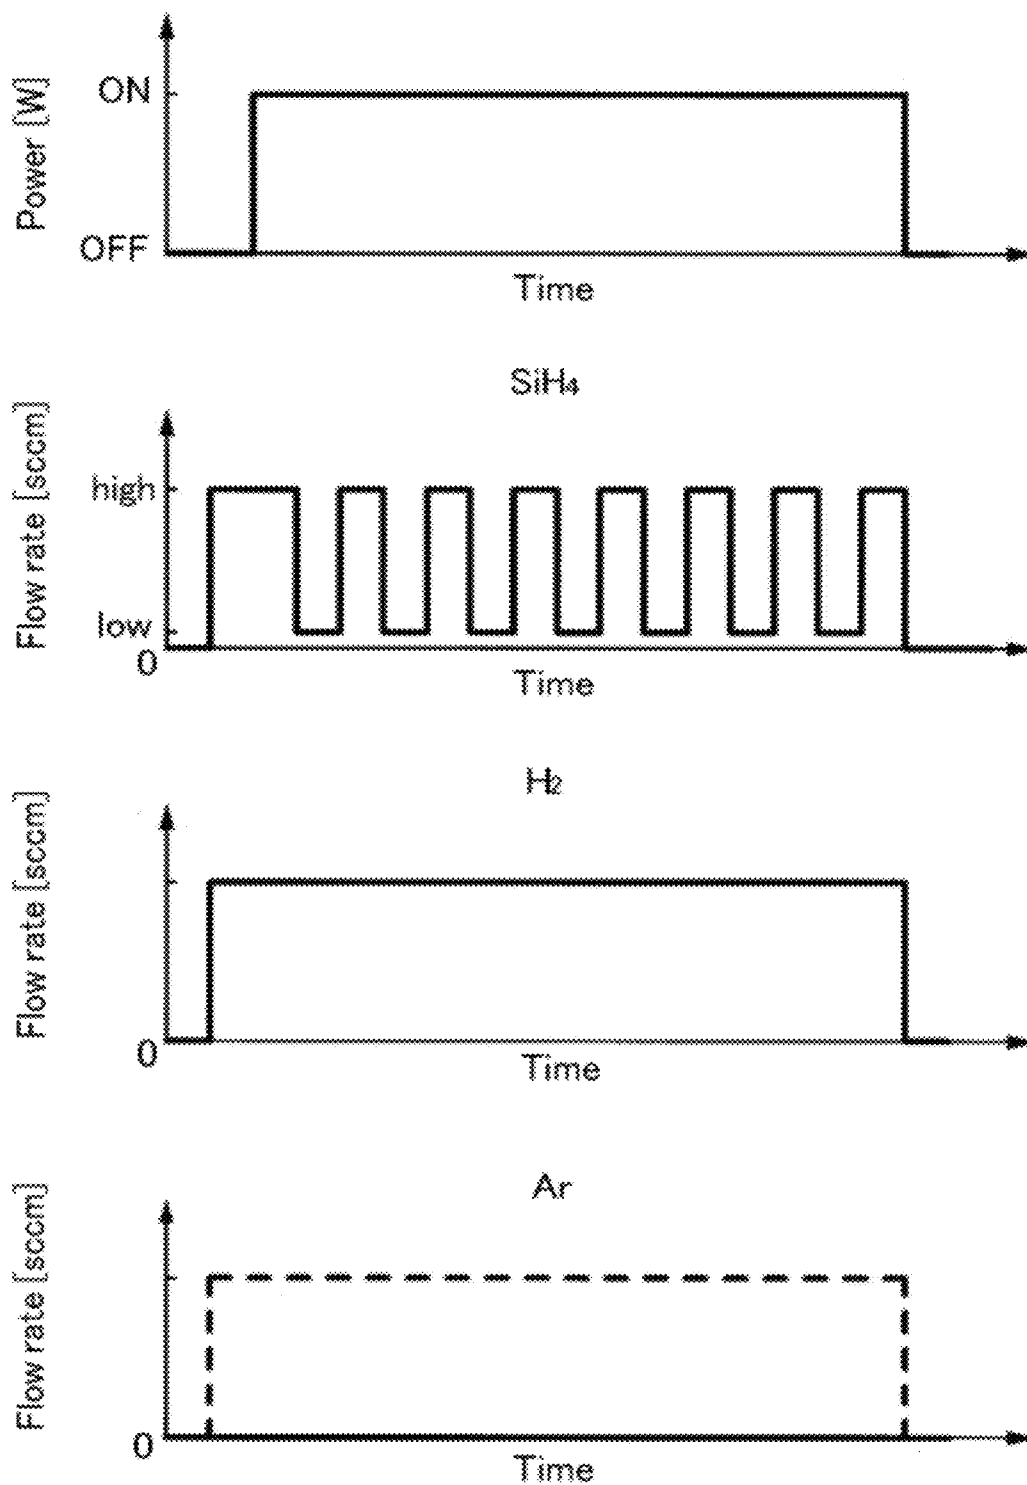 Power [W]
ON
OFF
Time
SiH₄
Flow rate [sccm]
high
low
0
Time
H₂
Flow rate [sccm]
0
Time
Ar
Flow rate [sccm]
0
Time